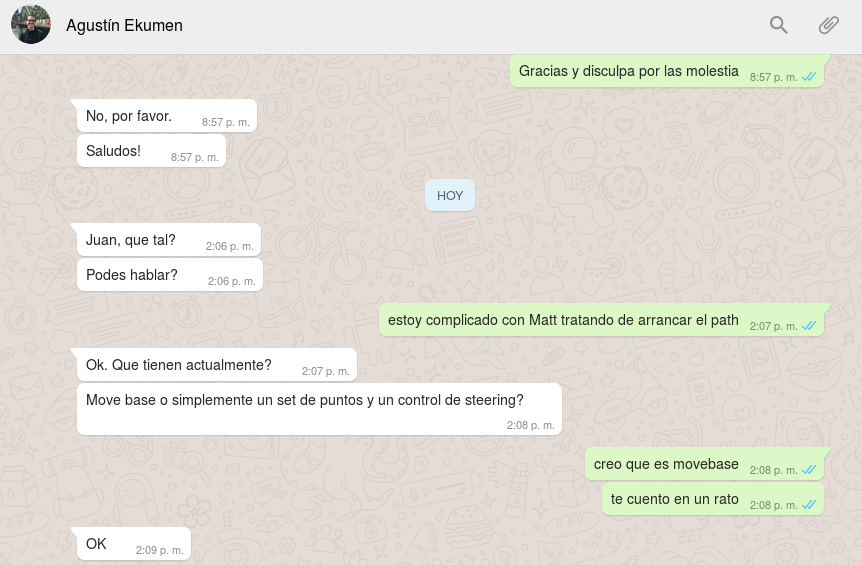 Agustín Ekumen
Gracias y disculpa por las molestia
8:57 p. m.
No, por favor.
8:57 p. m.
Saludos!
8:57 p. m.
HOY
Juan, que tal?
2:06 p. m.
Podes hablar?
2:06 p. m.
estoy complicado con Matt tratando de arrancar el path
2:07 p. m.
Ok. Que tienen actualmente?
2:07 p. m.
Move base o simplemente un set de puntos y un control de steering?
2:08 p. m.
creo que es movebase
2:08 p. m.
te cuento en un rato
2:08 p. m.
OK
2:09 p. m.